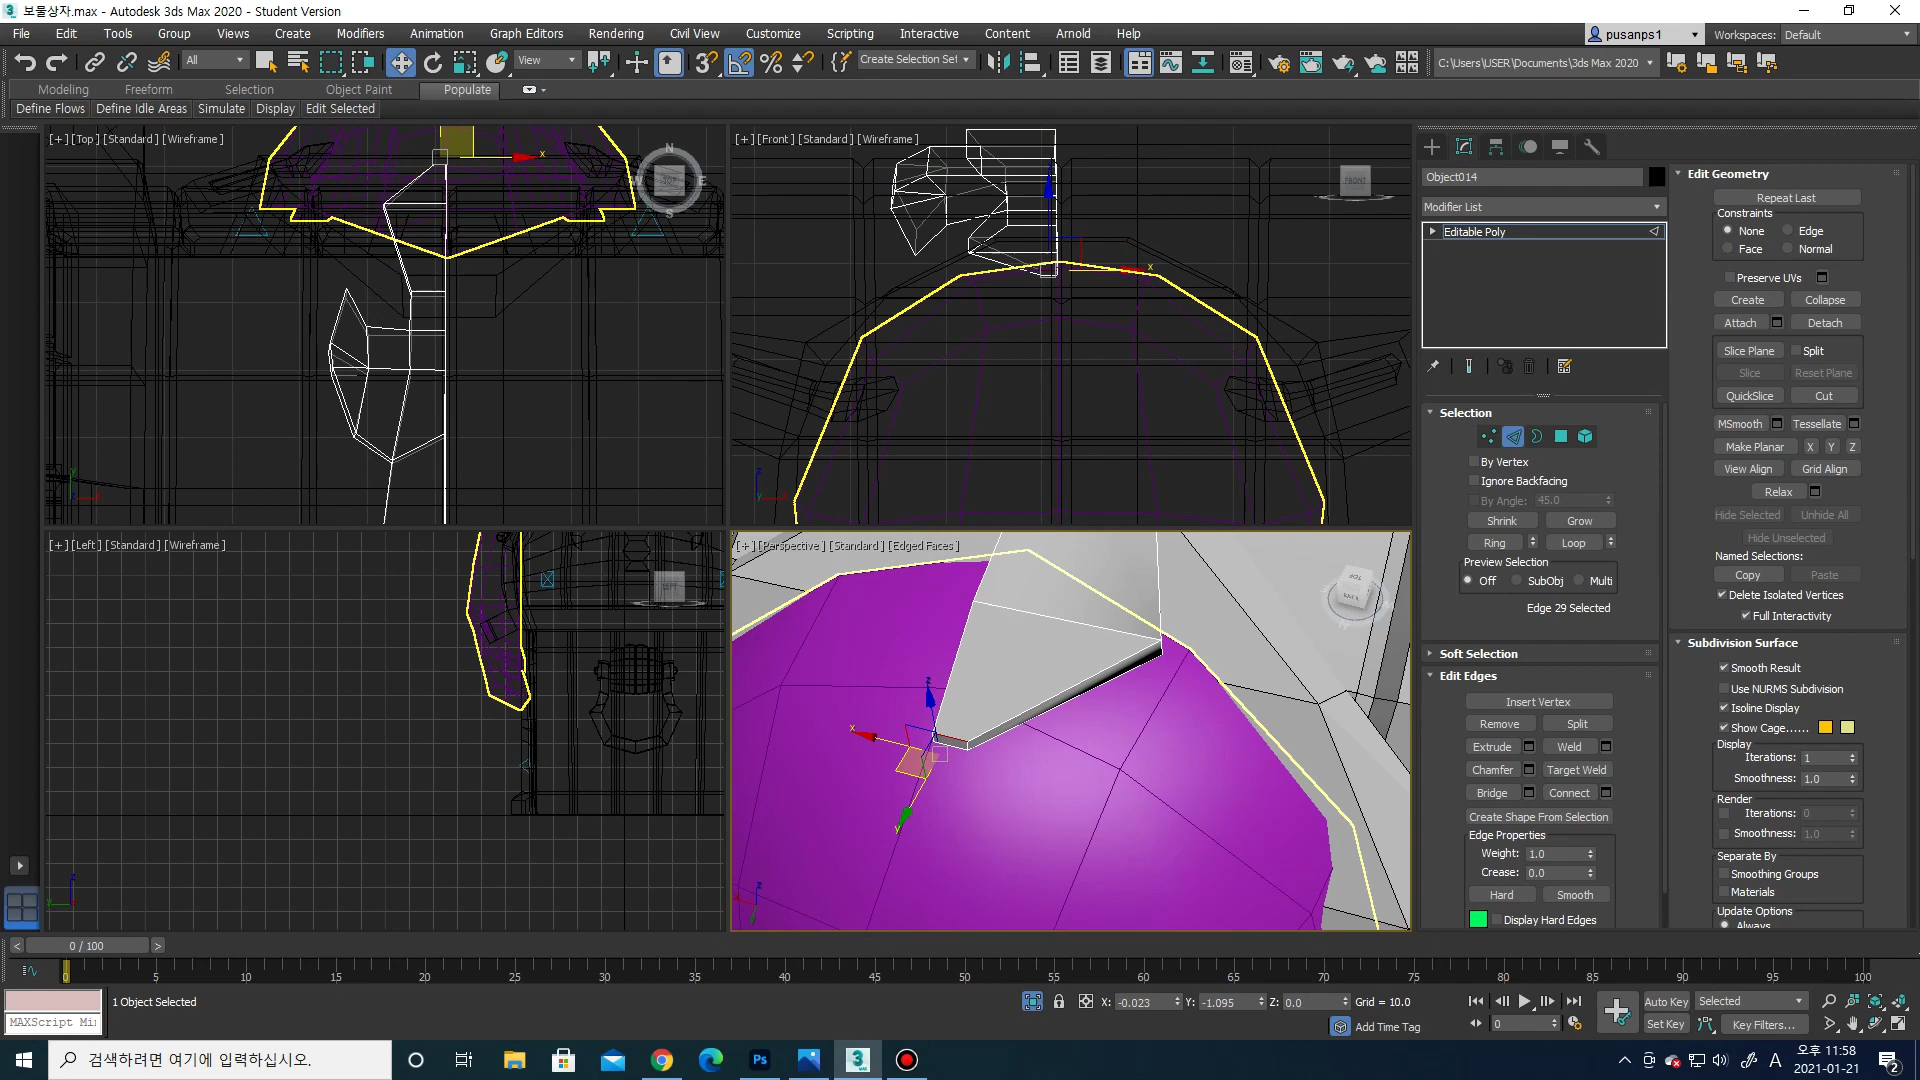 보물상자.max - Autodesk 3ds Max 2020 - Student Version
File Edit Tools Group Views Create Modifiers Animation Graph Editors Rendering Civil View Customize Scripting Interactive Content Arnold Help
pusanps1 Workspaces: Default
All View Create Selection Set C:\Users\USER\Documents\3ds Max 2020
Modeling Freeform Selection Object Paint Populate
Define Flows Define Idle Areas Simulate Display Edit Selected
[+] [Top] [Standard] [Wireframe]
[+] [Front] [Standard] [Wireframe]
[+] [Left] [Standard] [Wireframe]
[+] [Perspective] [Standard] [Edged Faces]
Object014
Modifier List
Editable Poly
Selection
By Vertex
Ignore Backfacing
By Angle: 45.0
Shrink Grow
Ring Loop
Preview Selection
Off SubObj Multi
Edge 29 Selected
Soft Selection
Edit Edges
Insert Vertex
Remove Split
Extrude Weld
Chamfer Target Weld
Bridge Connect
Create Shape From Selection
Edge Properties
Weight: 1.0
Crease: 0.0
Hard Smooth
Display Hard Edges
Edit Geometry
Repeat Last
Constraints
None Edge
Face Normal
Preserve UVs
Create Collapse
Attach Detach
Slice Plane Split
Slice Reset Plane
QuickSlice Cut
MSmooth Tessellate
Make Planar X Y Z
View Align Grid Align
Relax
Hide Selected Unhide All
Hide Unselected
Named Selections:
Copy Paste
Delete Isolated Vertices
Full Interactivity
Subdivision Surface
Smooth Result
Use NURMS Subdivision
Isoline Display
Show Cage......
Display
Iterations: 1
Smoothness: 1.0
Render
Iterations: 0
Smoothness: 1.0
Separate By
Smoothing Groups
Materials
Update Options
Always
< 0 / 100 >
0 5 10 15 20 25 30 35 40 45 50 55 60 65 70 75 80 85 90 95 100
1 Object Selected
MAXScript Mi
X: -0.023 Y: -1.095 Z: 0.0 Grid = 10.0
Add Time Tag
0
Auto Key Selected
Set Key Key Filters...
검색하려면 여기에 입력하십시오.
Ps
3
A
오후 11:58
2021-01-21
2